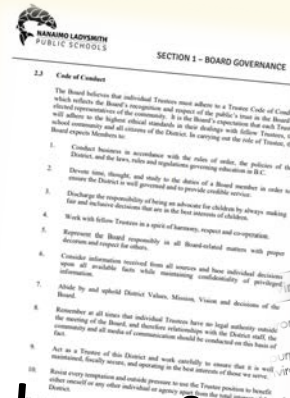 NANAIMO LADYSMITH
PUBLIC SCHOOLS
SECTION 1 – BOARD GOVERNANCE
2.3 Code of Conduct
The Board believes that individual Trustees must adhere to a Trustee Code of Cond
which reflects the Board's recognition and respect of the public's trust in the Board
elected representatives of the community. It is the Board's expectation that each Trust
will adhere to the highest ethical standards in their dealings with fellow Trustees, t
school community and all citizens of the District. In carrying out the role of Trustee, t
Board expects Members to:
1. Conduct business in accordance with the rules of order, the policies of th
District, and the laws, rules and regulations governing education in B.C.
2. Devote time, thought, and study to the duties of a Board member in order to
ensure the District is well governed and to provide credible service.
3. Discharge the responsibility of being an advocate for children by always making
fair and inclusive decisions that are in the best interests of children.
4. Work with fellow Trustees in a spirit of harmony, respect and co-operation.
5. Represent the Board responsibly in all Board-related matters with proper
decorum and respect for others.
6. Consider information received from all sources and base individual decisions
upon all available facts while maintaining confidentiality of privileged
information.
7. Abide by and uphold District Values, Mission, Vision and decisions of the
Board.
8. Remember at all times that individual Trustees have no legal authority outside
the meeting of the Board, and therefore relationships with the District staff, the
community and all media of communication should be conducted on this basis of
fact.
9. Act as a Trustee of this District and work carefully to ensure that it is well
maintained, fiscally secure, and operating in the best interests of those we serve.
10. Resist every temptation and outside pressure to use the Trustee position to benefit
either oneself or any other individual or agency apart from the total
District.